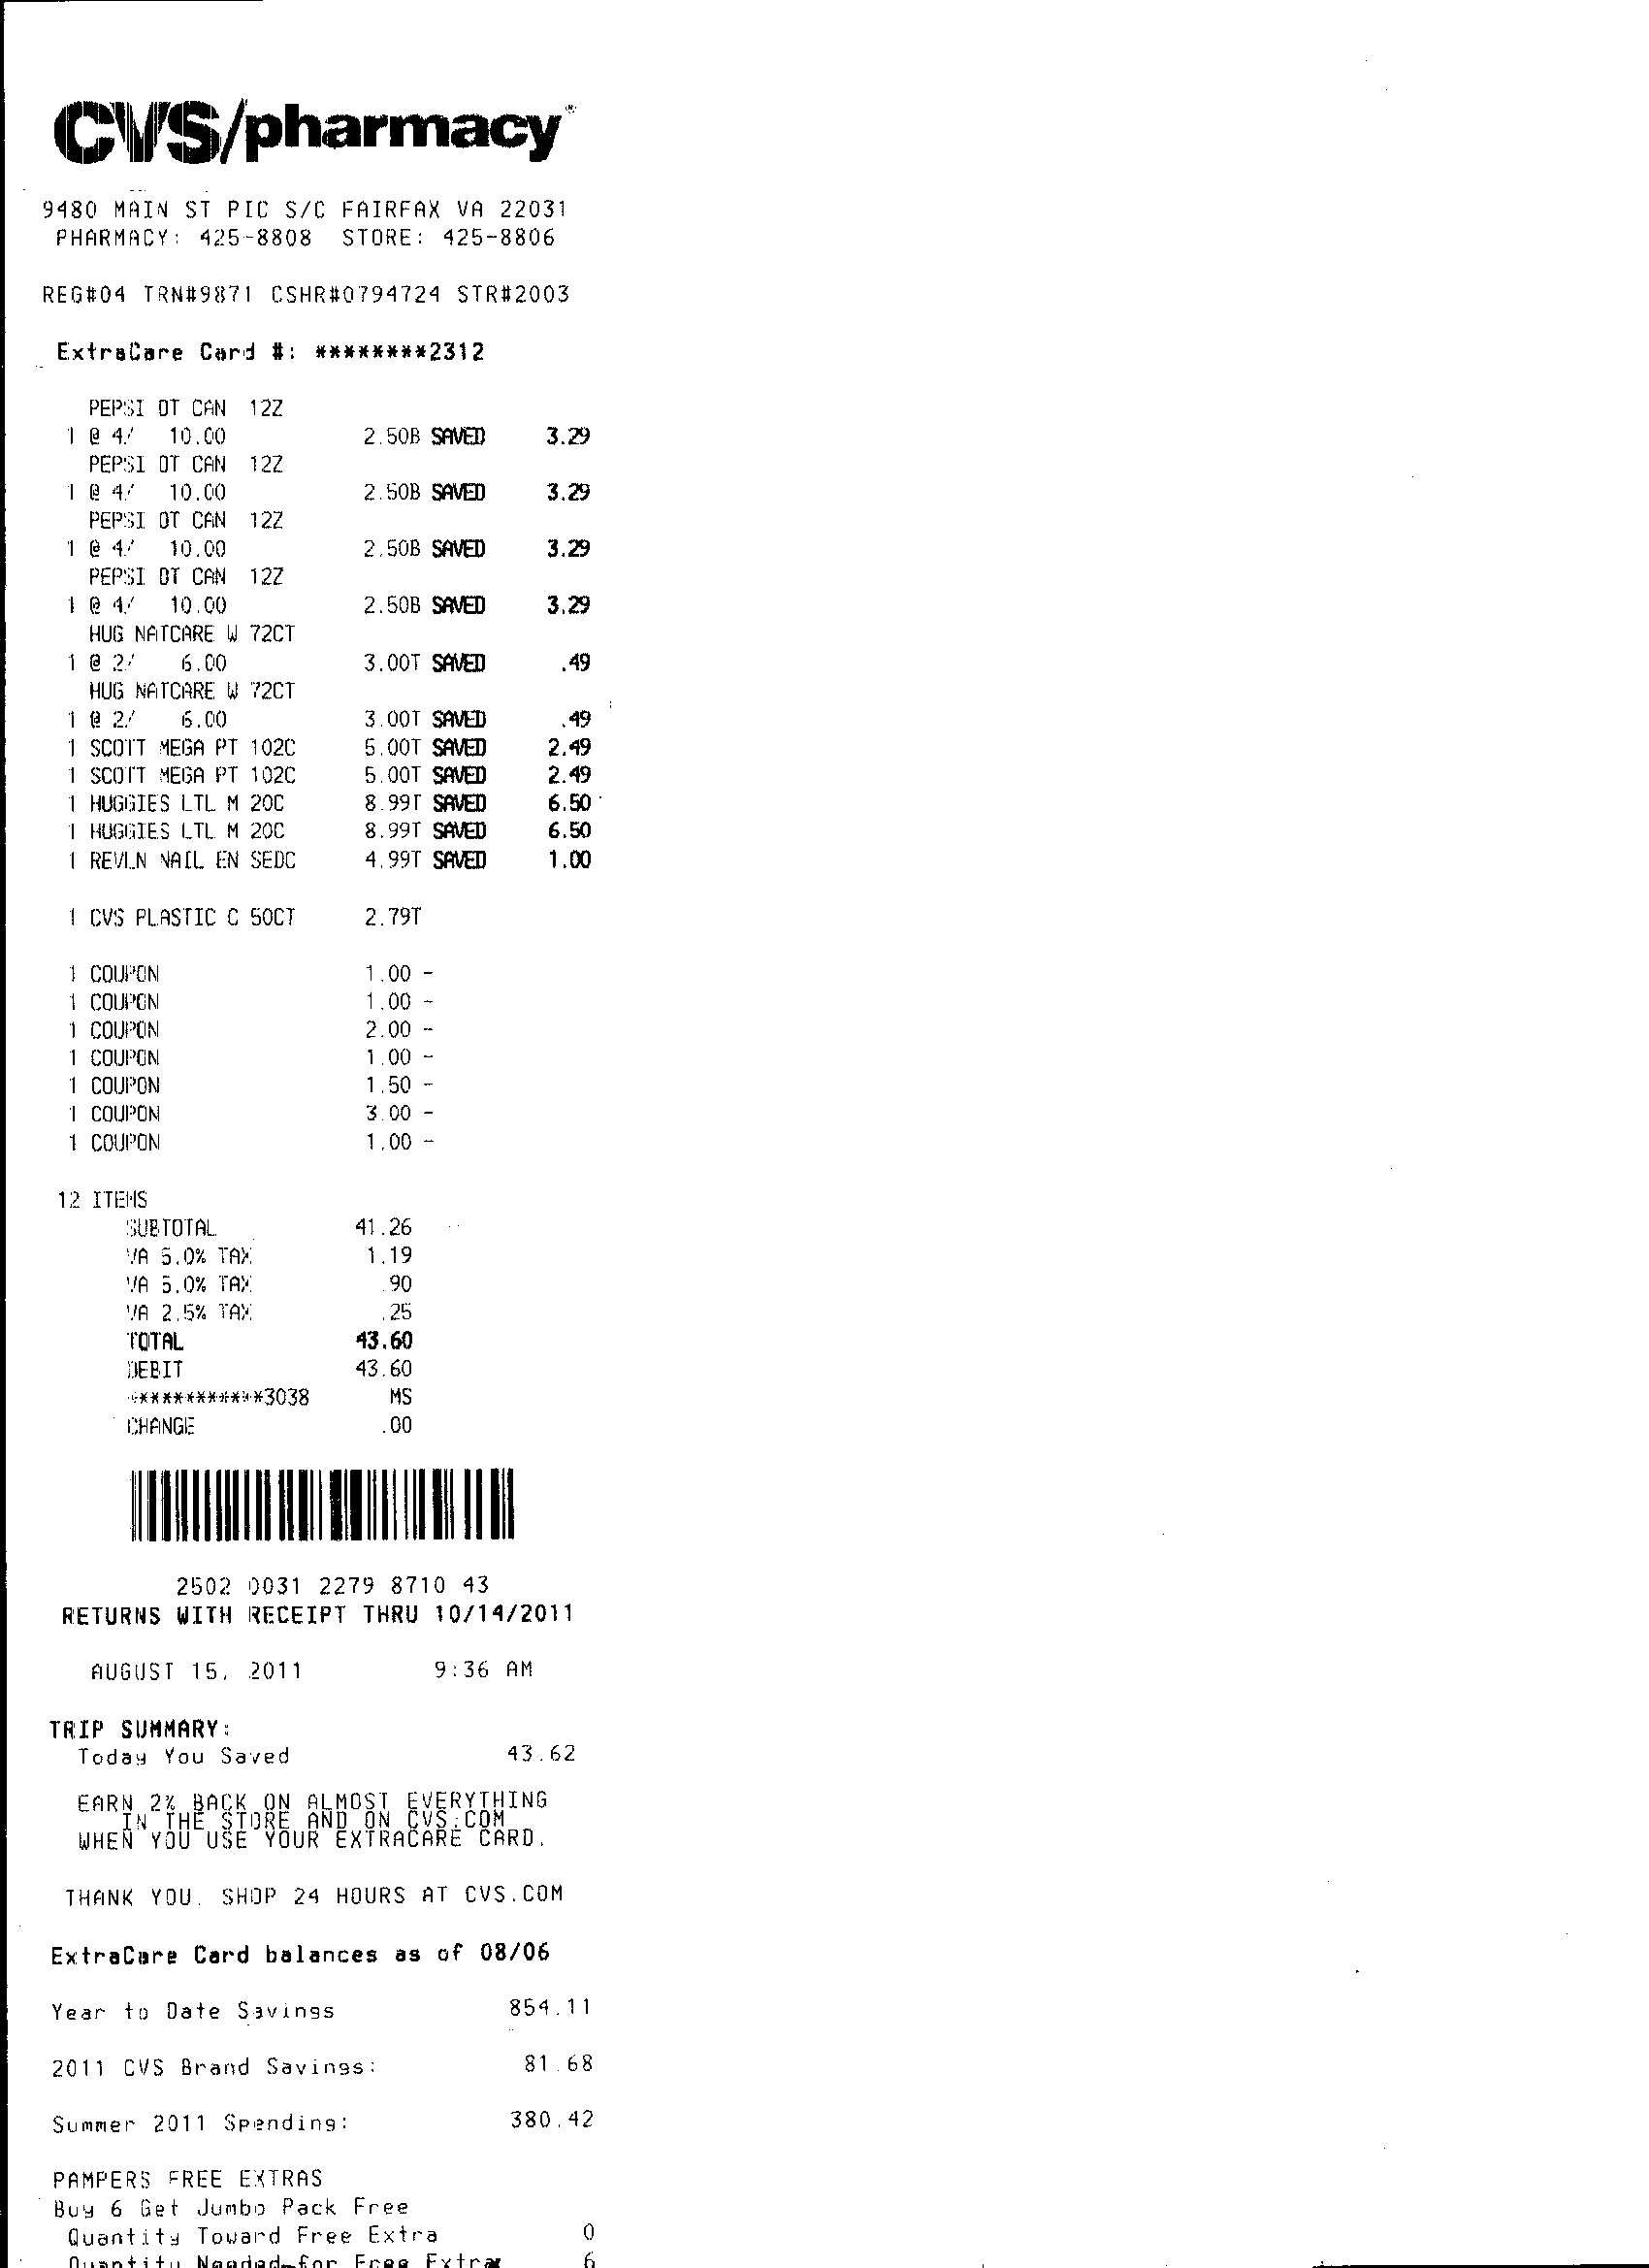 CVS/pharmacy®
9480 MAIN ST PIC S/C FAIRFAX VA 22031
PHARMACY: 425-8808 STORE: 425-8806
REG#04 TRN#9871 CSHR#0794724 STR#2003
ExtraCare Card #: ********2312
PEPSI DT CAN 12Z
1 @ 4/ 10.00 2.50B SAVED 3.29
PEPSI DT CAN 12Z
1 @ 4/ 10.00 2.50B SAVED 3.29
PEPSI DT CAN 12Z
1 @ 4/ 10.00 2.50B SAVED 3.29
PEPSI DT CAN 12Z
1 @ 4/ 10.00 2.50B SAVED 3.29
HUG NATCARE W 72CT
1 @ 2/ 6.00 3.00T SAVED .49
HUG NATCARE W 72CT
1 @ 2/ 6.00 3.00T SAVED .49
1 SCOTT MEGA PT 102C 5.00T SAVED 2.49
1 SCOTT MEGA PT 102C 5.00T SAVED 2.49
1 HUGGIES LTL M 20C 8.99T SAVED 6.50
1 HUGGIES LTL M 20C 8.99T SAVED 6.50
1 REVLN NAIL EN SEDC 4.99T SAVED 1.00
1 CVS PLASTIC C 50CT 2.79T
1 COUPON 1.00 -
1 COUPON 1.00 -
1 COUPON 2.00 -
1 COUPON 1.00 -
1 COUPON 1.50 -
1 COUPON 3.00 -
1 COUPON 1.00 -
12 ITEMS
SUBTOTAL 41.26
VA 5.0% TAX 1.19
VA 5.0% TAX .90
VA 2.5% TAX .25
TOTAL 43.60
DEBIT 43.60
************3038 MS
CHANGE .00
2502 0031 2279 8710 43
RETURNS WITH RECEIPT THRU 10/14/2011
AUGUST 15, 2011 9:36 AM
TRIP SUMMARY:
Today You Saved 43.62
EARN 2% BACK ON ALMOST EVERYTHING
IN THE STORE AND ON CVS.COM
WHEN YOU USE YOUR EXTRACARE CARD.
THANK YOU. SHOP 24 HOURS AT CVS.COM
ExtraCare Card balances as of 08/06
Year to Date Savings 854.11
2011 CVS Brand Savings: 81.68
Summer 2011 Spending: 380.42
PAMPERS FREE EXTRAS
Buy 6 Get Jumbo Pack Free
Quantity Toward Free Extra 0
Quantity Needed for Free Extra 6